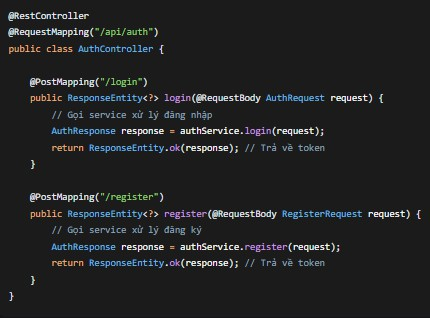 @RestController
@RequestMapping("/api/auth")
public class AuthController {
@PostMapping("/login")
public ResponseEntity<?> login(@RequestBody AuthRequest request) {
// Gọi service xử lý đăng nhập
AuthResponse response = authService.login(request);
return ResponseEntity.ok(response); // Trả về token
}
@PostMapping("/register")
public ResponseEntity<?> register(@RequestBody RegisterRequest request) {
// Gọi service xử lý đăng ký
AuthResponse response = authService.register(request);
return ResponseEntity.ok(response); // Trả về token
}
}